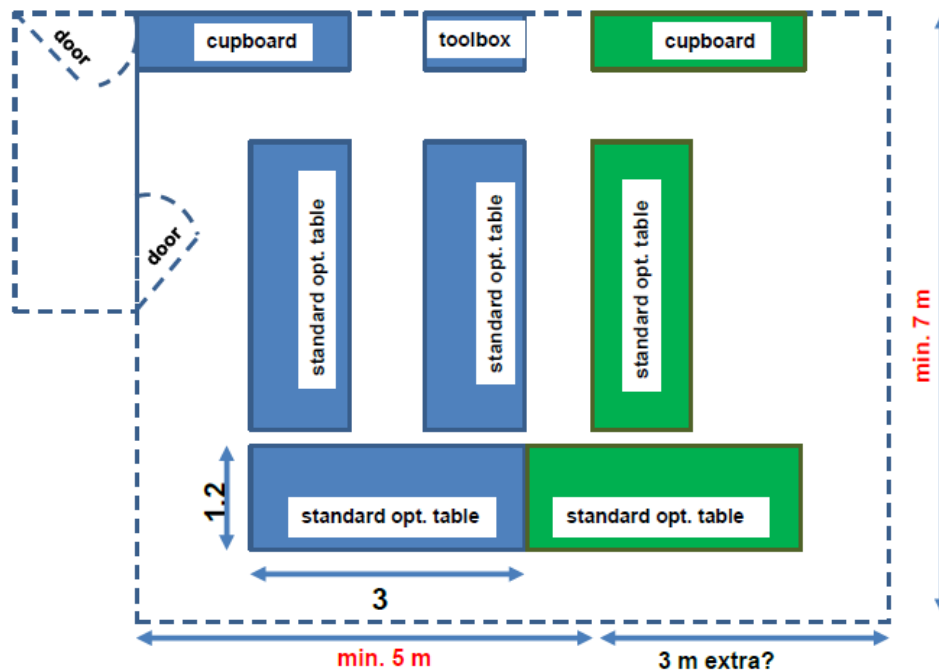 door
cupboard
toolbox
cupboard
door
standard opt. table
standard opt. table
standard opt. table
min. 7 m
1.2
standard opt. table
standard opt. table
3
min. 5 m
3 m extra?